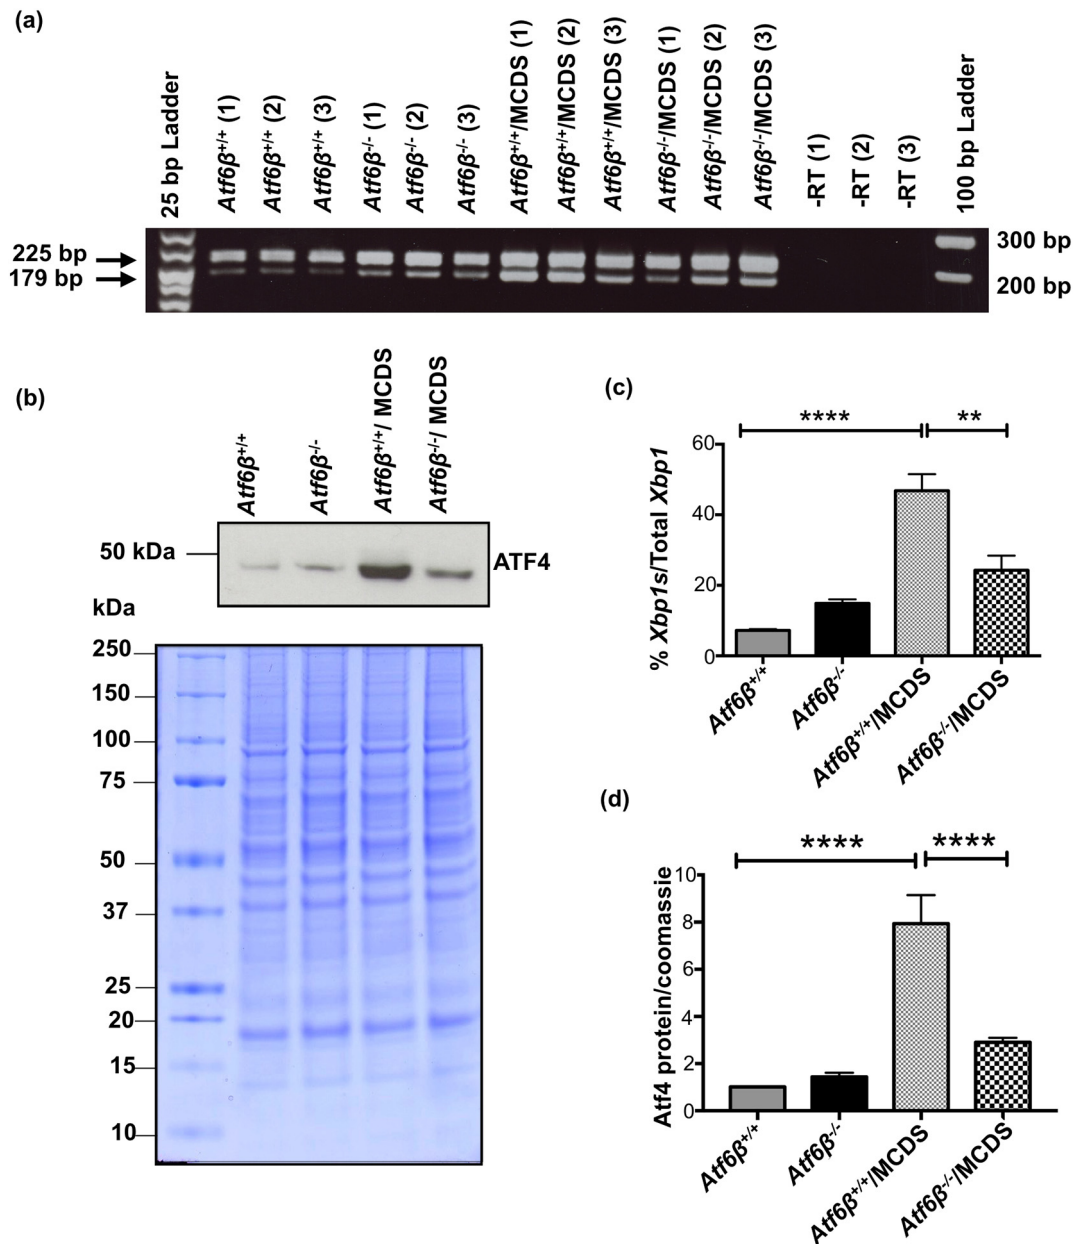 (a)
25 bp Ladder
Atf6β+/+ (1)
Atf6β+/+ (2)
Atf6β+/+ (3)
Atf6β-/- (1)
Atf6β-/- (2)
Atf6β-/- (3)
Atf6β+/+/MCDS (1)
Atf6β+/+/MCDS (2)
Atf6β+/+/MCDS (3)
Atf6β-/-/MCDS (1)
Atf6β-/-/MCDS (2)
Atf6β-/-/MCDS (3)
-RT (1)
-RT (2)
-RT (3)
100 bp Ladder
225 bp
179 bp
300 bp
200 bp
(b)
Atf6β+/+
Atf6β-/-
Atf6β+/+/ MCDS
Atf6β-/-/ MCDS
50 kDa
ATF4
kDa
250
150
100
75
50
37
25
20
15
10
(c)
% Xbp1s/Total Xbp1
60
40
20
0
****
**
Atf6β+/+
Atf6β-/-
Atf6β+/+/MCDS
Atf6β-/-/MCDS
(d)
Atf4 protein/coomassie
10
8
6
4
2
0
****
****
Atf6β+/+
Atf6β-/-
Atf6β+/+/MCDS
Atf6β-/-/MCDS